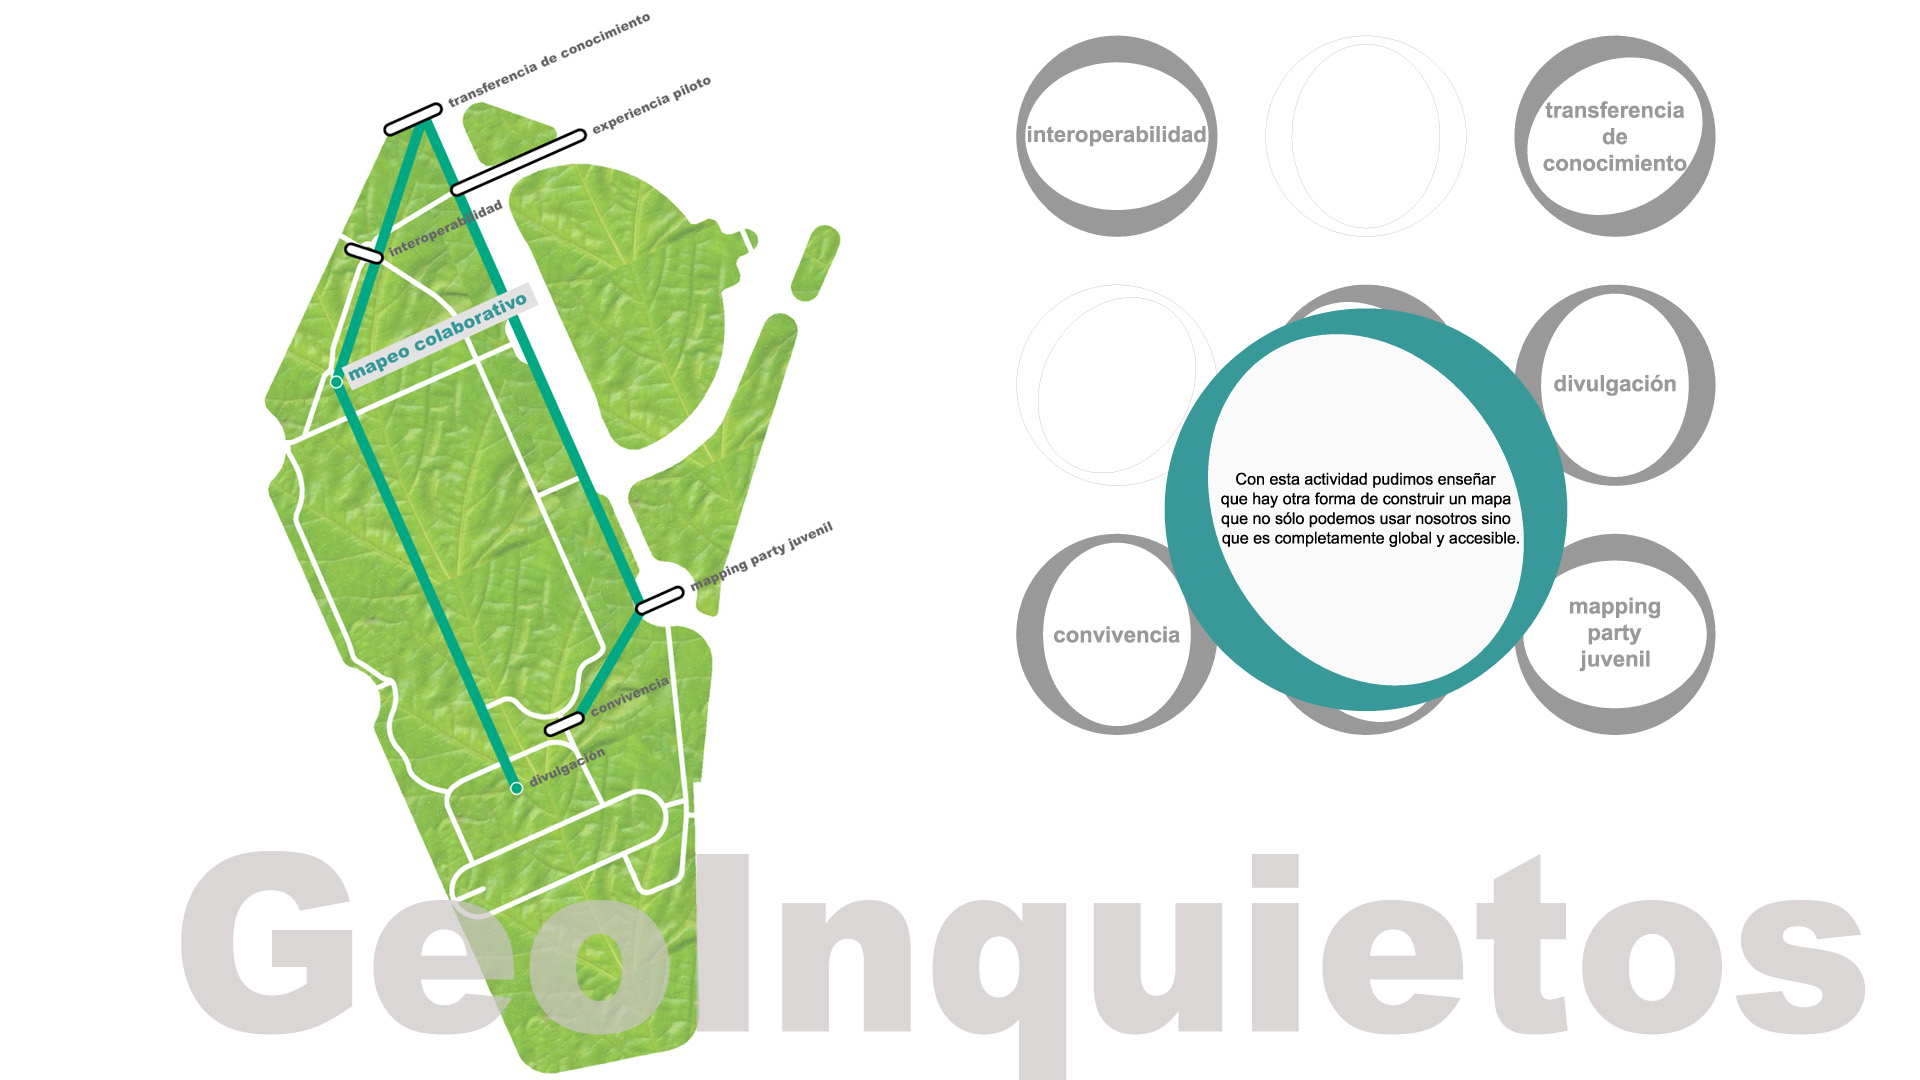 transferencia de conocimiento
experiencia piloto
interoperabilidad
mapeo colaborativo
mapping party juvenil
convivencia
divulgación
interoperabilidad
transferencia
de
conocimiento
divulgación
Con esta actividad pudimos enseñar
que hay otra forma de construir un mapa
que no sólo podemos usar nosotros sino
que es completamente global y accesible.
convivencia
mapping
party
juvenil
GeoInquietos